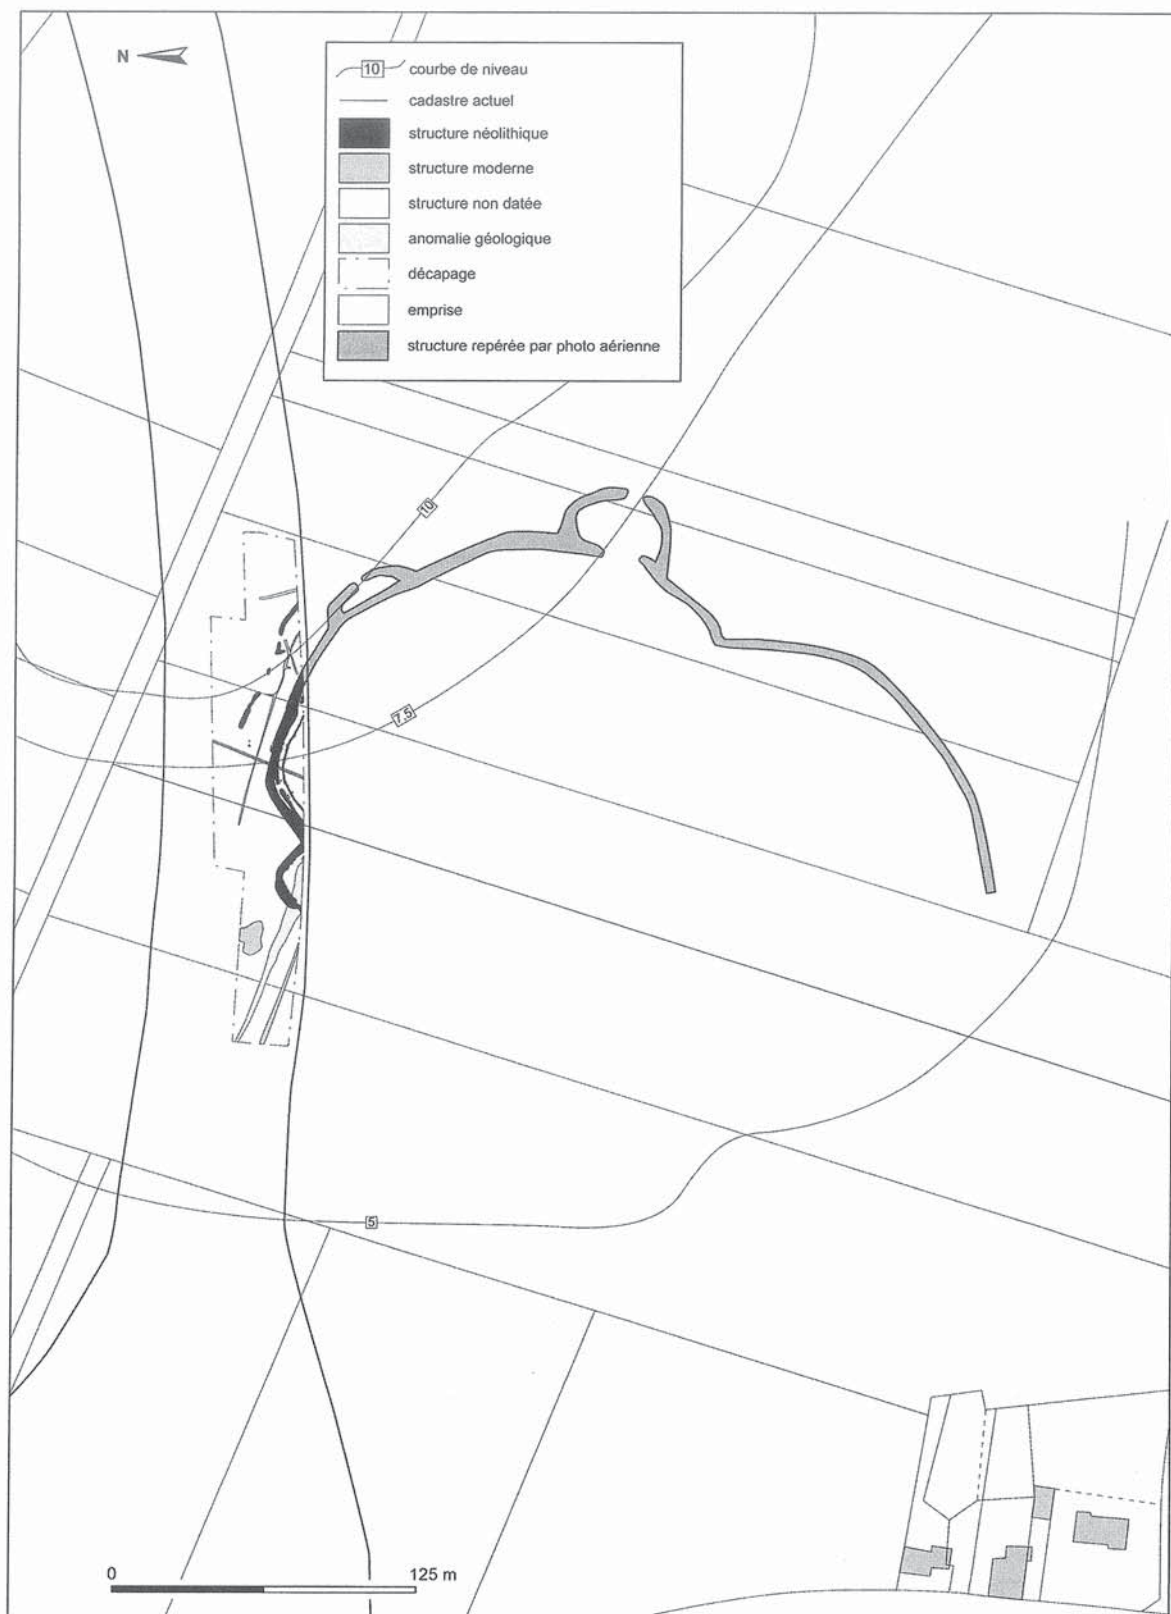 N
10 courbe de niveau
cadastre actuel
structure néolithique
structure moderne
structure non datée
anomalie géologique
décapage
emprise
structure repérée par photo aérienne
10
7.5
5
0 125 m